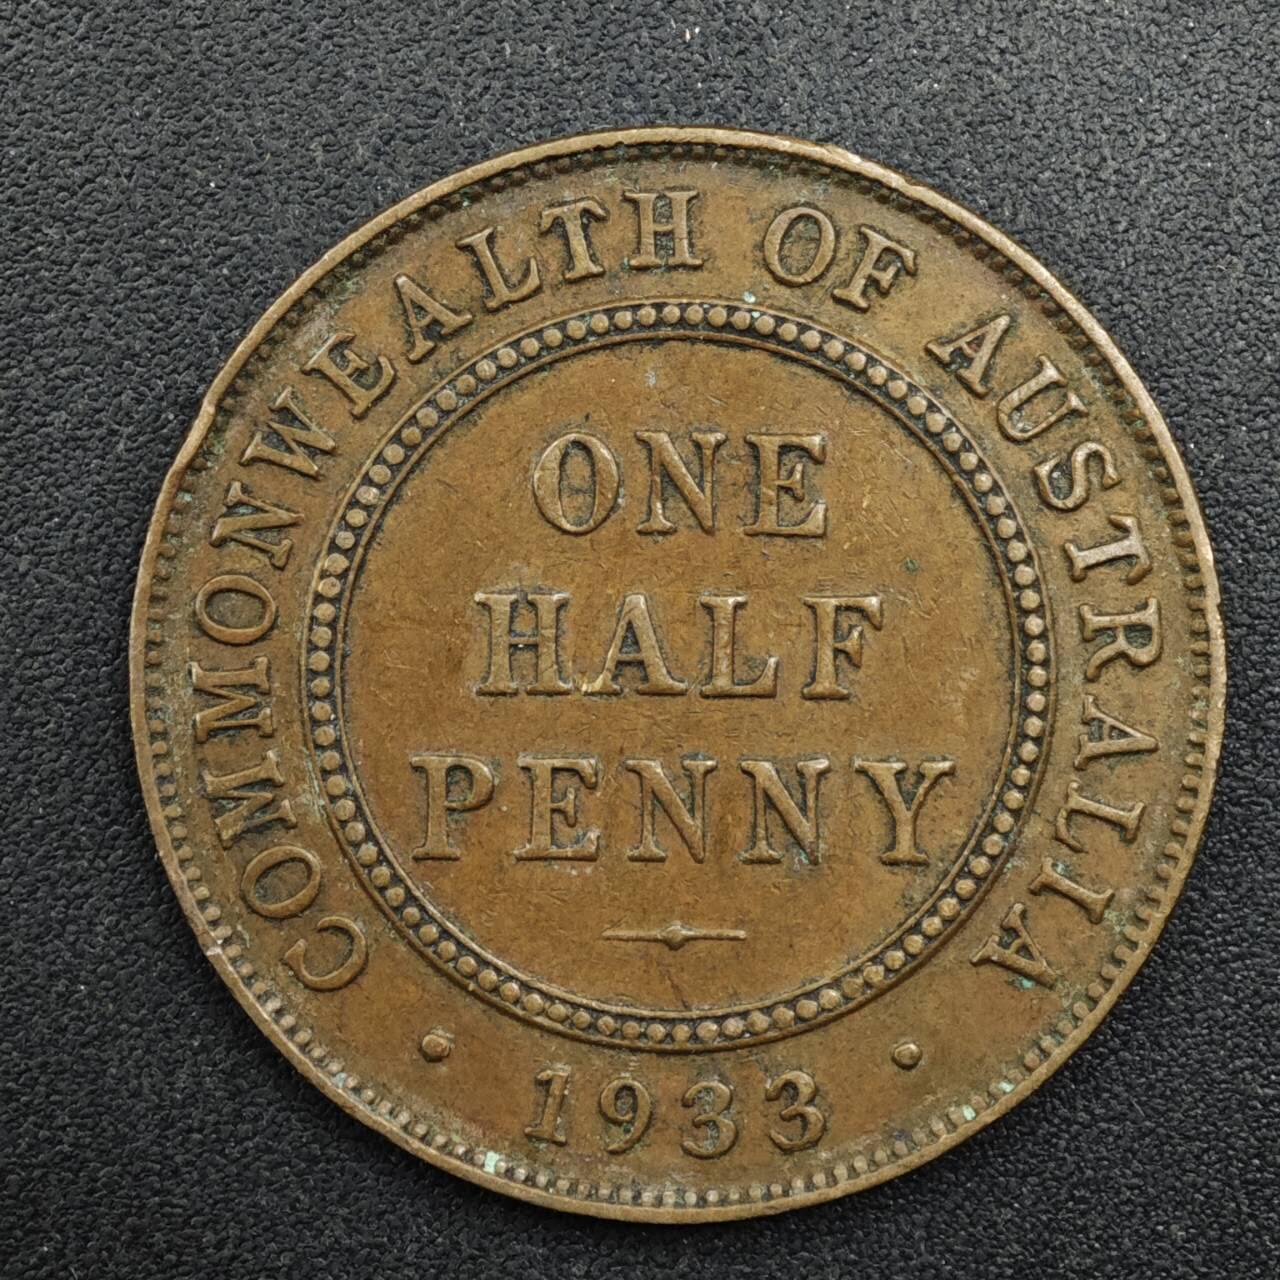 COMMONWEALTH OF AUSTRALIA
ONE
HALF
PENNY
· 1933 ·